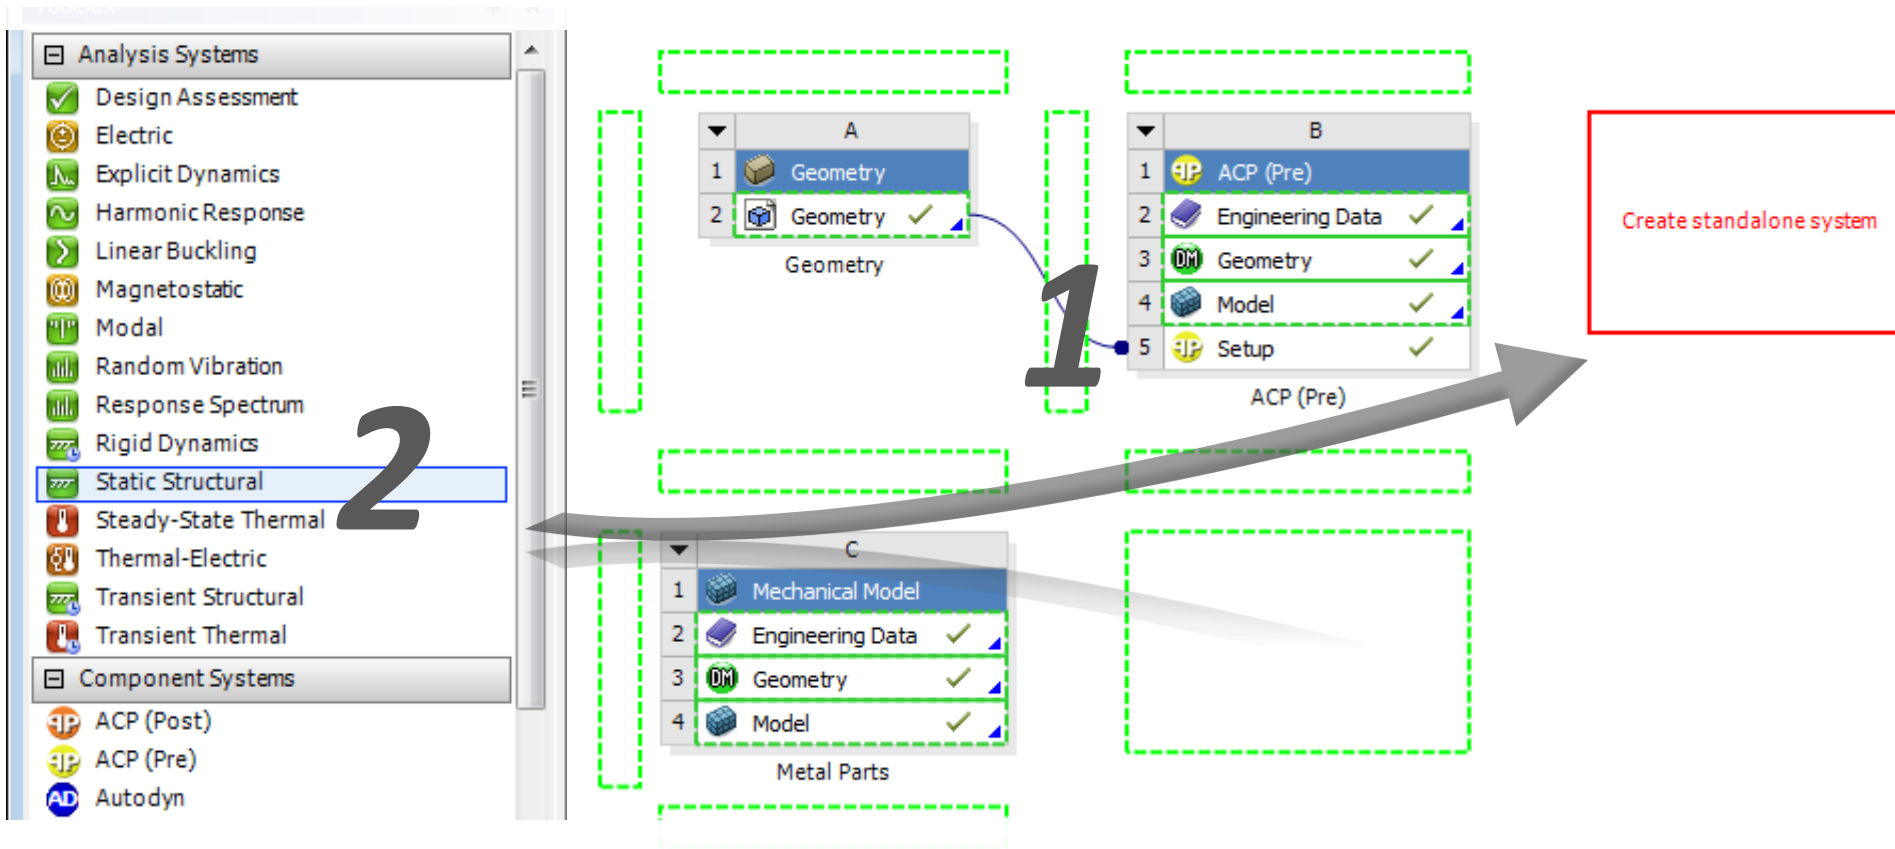 Analysis Systems
Design Assessment
Electric
Explicit Dynamics
Harmonic Response
Linear Buckling
Magnetostatic
Modal
Random Vibration
Response Spectrum
Rigid Dynamics
Static Structural
Steady-State Thermal
Thermal-Electric
Transient Structural
Transient Thermal
Component Systems
ACP (Post)
ACP (Pre)
AD Autodyn
2
A
1 Geometry
2 Geometry
Geometry
1
B
1 ACP (Pre)
2 Engineering Data
3 DM Geometry
4 Model
5 Setup
ACP (Pre)
Create standalone system
C
1 Mechanical Model
2 Engineering Data
3 DM Geometry
4 Model
Metal Parts